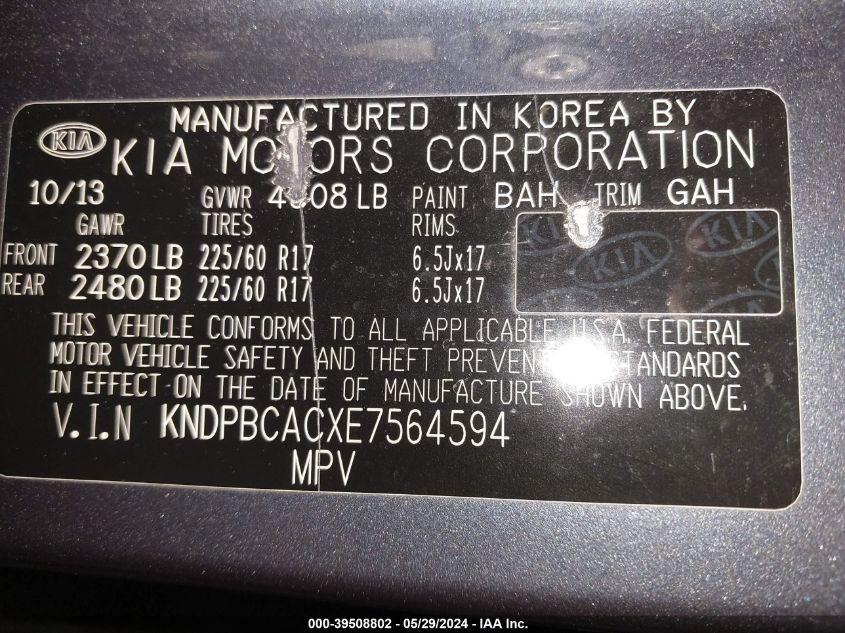 MANUFACTURED IN KOREA BY
KIA KIA MOTORS CORPORATION
10/13 GVWR LB PAINT BAH TRIM GAH
GAWR TIRES RIMS
FRONT 2370 LB 225/60 R17 6.5Jx17
REAR 2480 LB 225/60 R17 6.5Jx17
KIA KIA
THIS VEHICLE CONFORMS TO ALL APPLICABLE U.S.A. FEDERAL
MOTOR VEHICLE SAFETY AND THEFT PREVENTION STANDARDS
IN EFFECT ON THE DATE OF MANUFACTURE SHOWN ABOVE.
V.I.N KNDPBCACXE7564594
MPV
000-39508802 - 05/29/2024 - IAA Inc.